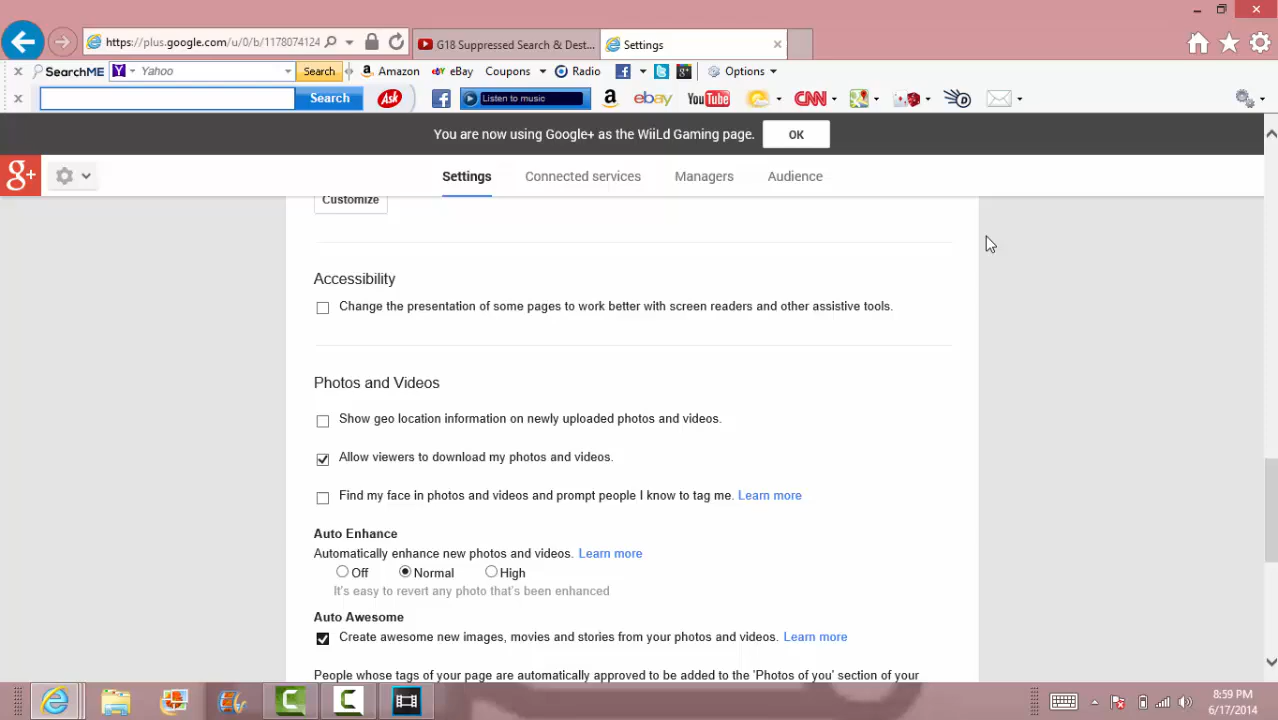 https://plus.google.com/u/0/b/1178074124
G18 Suppressed Search & Dest...
Settings
SearchME
Y Yahoo
Search
Amazon
eBay
Coupons
Radio
Options
Search
Ask
Listen to music
a
ebay
YouTube
CNN
You are now using Google+ as the WiiLd Gaming page.
OK
g+
Settings
Connected services
Managers
Audience
Customize
Accessibility
Change the presentation of some pages to work better with screen readers and other assistive tools.
Photos and Videos
Show geo location information on newly uploaded photos and videos.
Allow viewers to download my photos and videos.
Find my face in photos and videos and prompt people I know to tag me. Learn more
Auto Enhance
Automatically enhance new photos and videos. Learn more
Off Normal High
It's easy to revert any photo that's been enhanced
Auto Awesome
Create awesome new images, movies and stories from your photos and videos. Learn more
People whose tags of your page are automatically approved to be added to the 'Photos of you' section of your
8:59 PM
6/17/2014